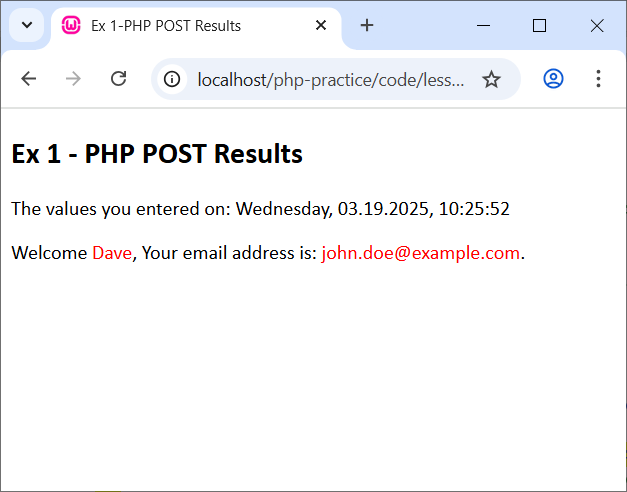 Ex 1-PHP POST Results
localhost/php-practice/code/less...
Ex 1 - PHP POST Results
The values you entered on: Wednesday, 03.19.2025, 10:25:52
Welcome Dave, Your email address is: john.doe@example.com.